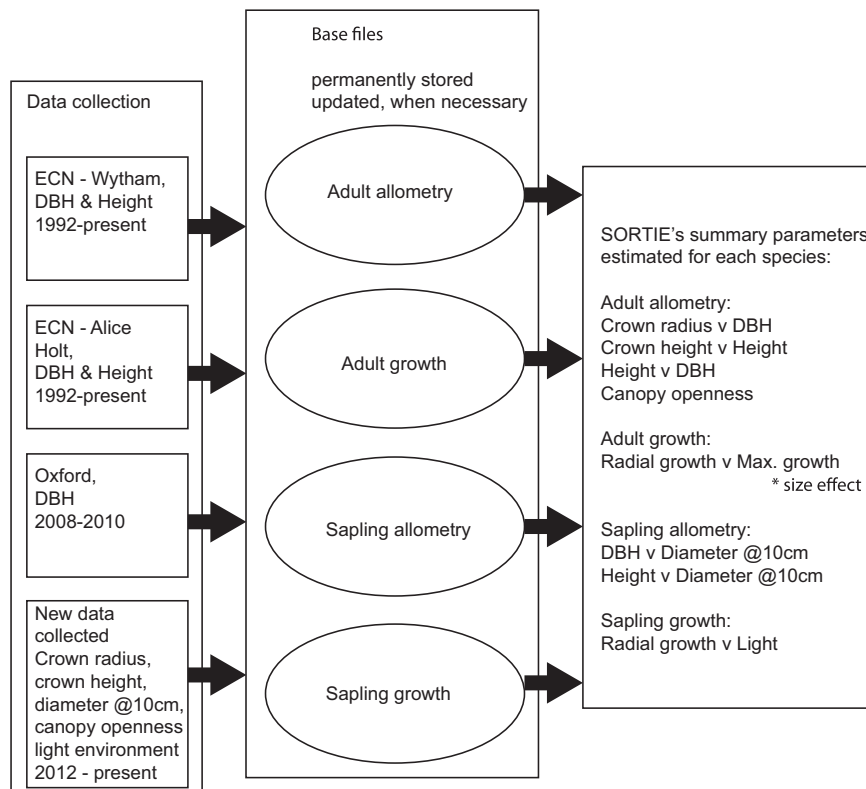 Data collection
ECN - Wytham,
DBH & Height
1992-present
ECN - Alice
Holt,
DBH & Height
1992-present
Oxford,
DBH
2008-2010
New data
collected
Crown radius,
crown height,
diameter @10cm,
canopy openness
light environment
2012 - present
Base files
permanently stored
updated, when necessary
Adult allometry
Adult growth
Sapling allometry
Sapling growth
SORTIE's summary parameters
estimated for each species:
Adult allometry:
Crown radius v DBH
Crown height v Height
Height v DBH
Canopy openness
Adult growth:
Radial growth v Max. growth
* size effect
Sapling allometry:
DBH v Diameter @10cm
Height v Diameter @10cm
Sapling growth:
Radial growth v Light